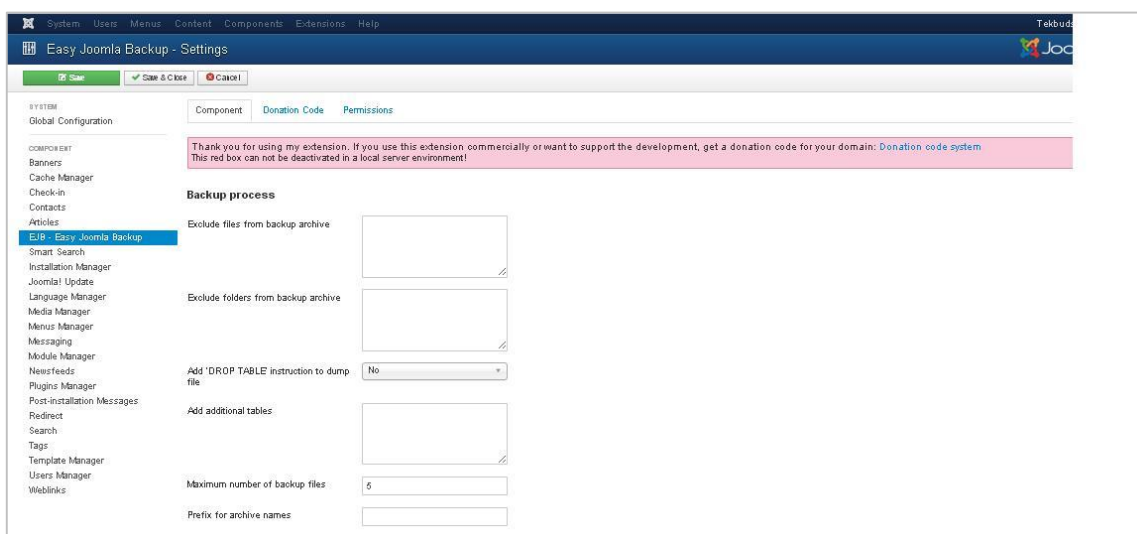 System Users Menus Content Components Extensions Help Tekbuds
Easy Joomla Backup - Settings Joo
Save Save & Close Cancel
SYSTEM
Global Configuration
COMPONENT
Banners
Cache Manager
Check-in
Contacts
Articles
EJB - Easy Joomla Backup
Smart Search
Installation Manager
Joomla! Update
Language Manager
Media Manager
Menus Manager
Messaging
Module Manager
Newsfeeds
Plugins Manager
Post-installation Messages
Redirect
Search
Tags
Template Manager
Users Manager
Weblinks
Component Donation Code Permissions
Thank you for using my extension. If you use this extension commercially or want to support the development, get a donation code for your domain: Donation code system
This red box can not be deactivated in a local server environment!
Backup process
Exclude files from backup archive
Exclude folders from backup archive
Add 'DROP TABLE' instruction to dump No
file
Add additional tables
Maximum number of backup files 5
Prefix for archive names